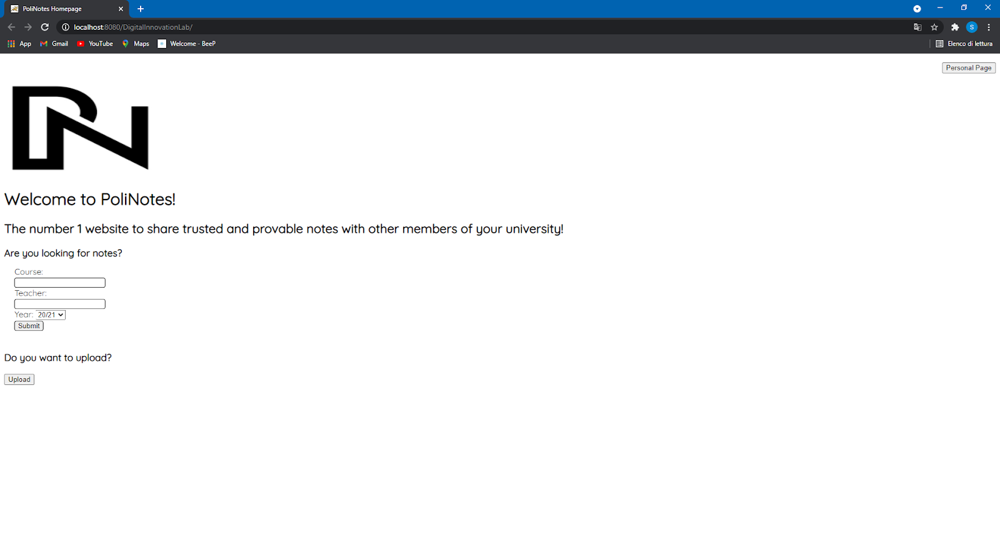 PoliNotes Homepage
localhost:8080/DigitalInnovationLab/
S
App Gmail YouTube Maps Welcome - BeeP Elenco di lettura
Personal Page
PN
Welcome to PoliNotes!
The number 1 website to share trusted and provable notes with other members of your university!
Are you looking for notes?
Course:
Teacher:
Year: 20/21
Submit
Do you want to upload?
Upload